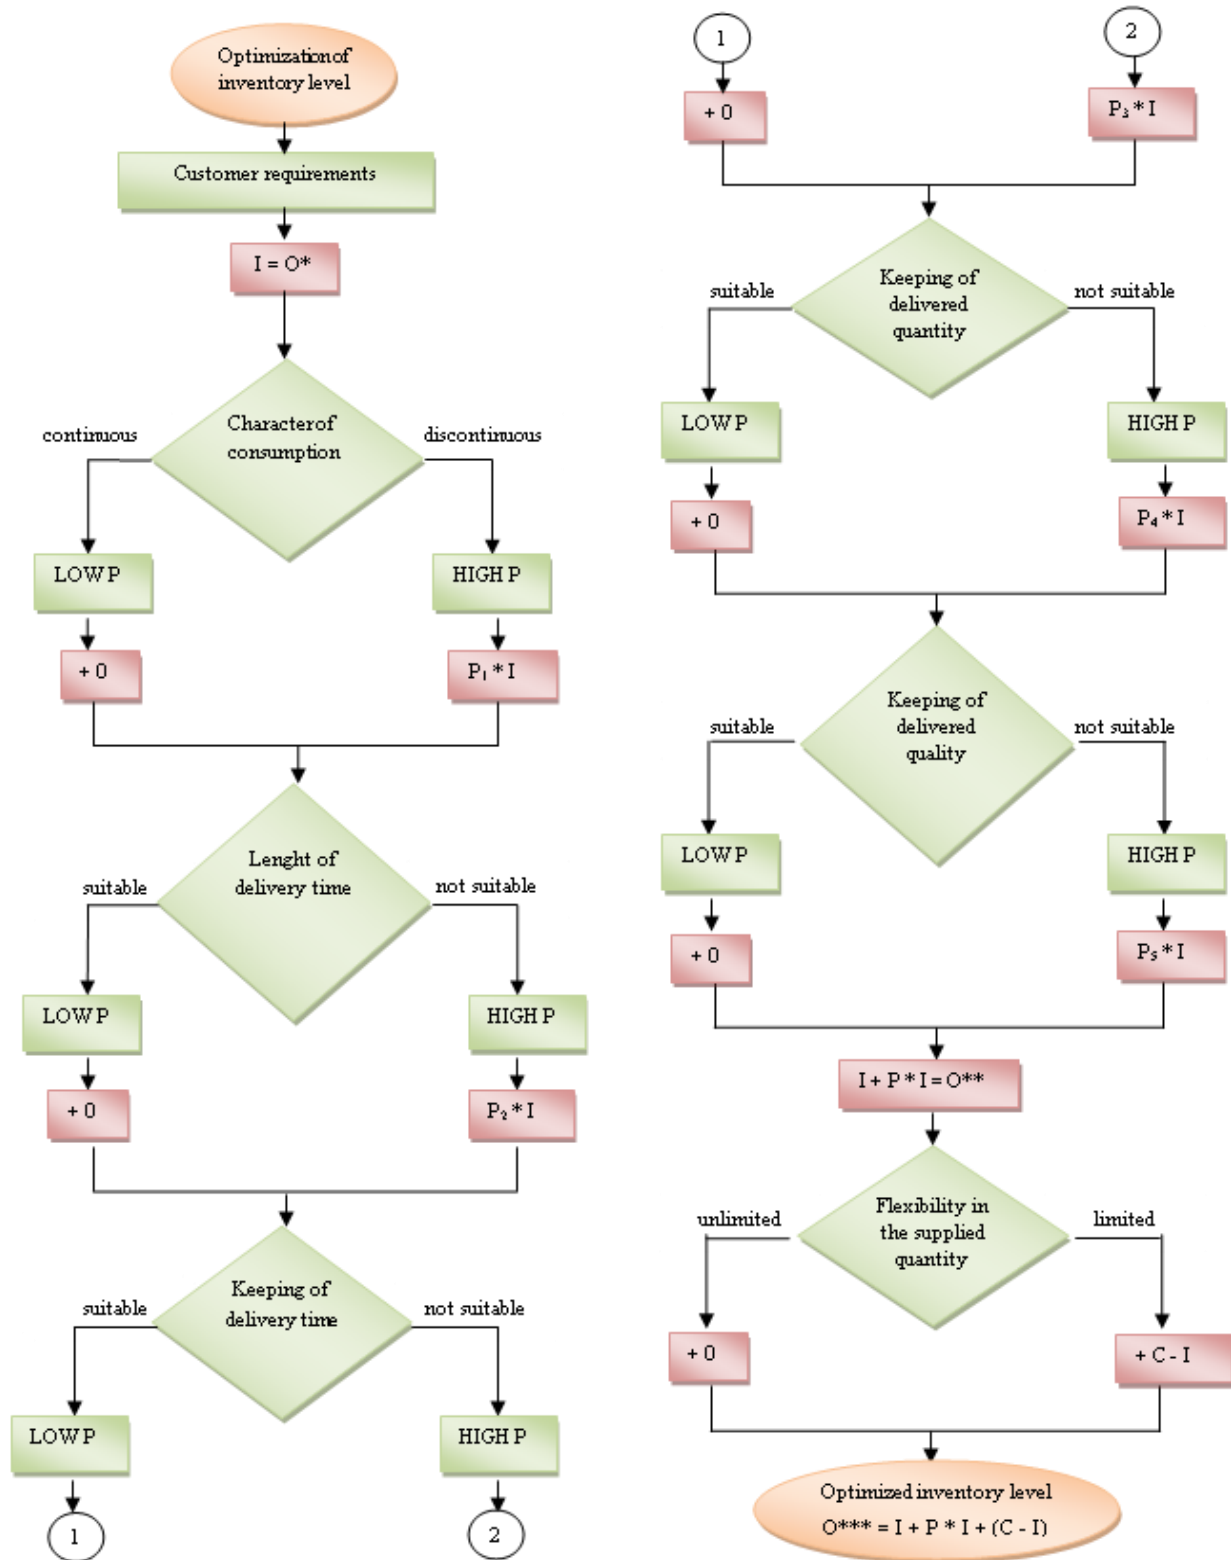 Optimization of
inventory level
Customer requirements
I = O*
Character of
consumption
continuous
discontinuous
LOW P
HIGH P
+ 0
P₁ * I
Lenght of
delivery time
suitable
not suitable
LOW P
HIGH P
+ 0
P₂ * I
Keeping of
delivery time
suitable
not suitable
LOW P
HIGH P
1
2
1
2
+ 0
P₃ * I
Keeping of
delivered
quantity
suitable
not suitable
LOW P
HIGH P
+ 0
P₄ * I
Keeping of
delivered
quality
suitable
not suitable
LOW P
HIGH P
+ 0
P₅ * I
I + P * I = O**
Flexibility in
the supplied
quantity
unlimited
limited
+ 0
+ C - I
Optimized inventory level
O*** = I + P * I + (C - I)